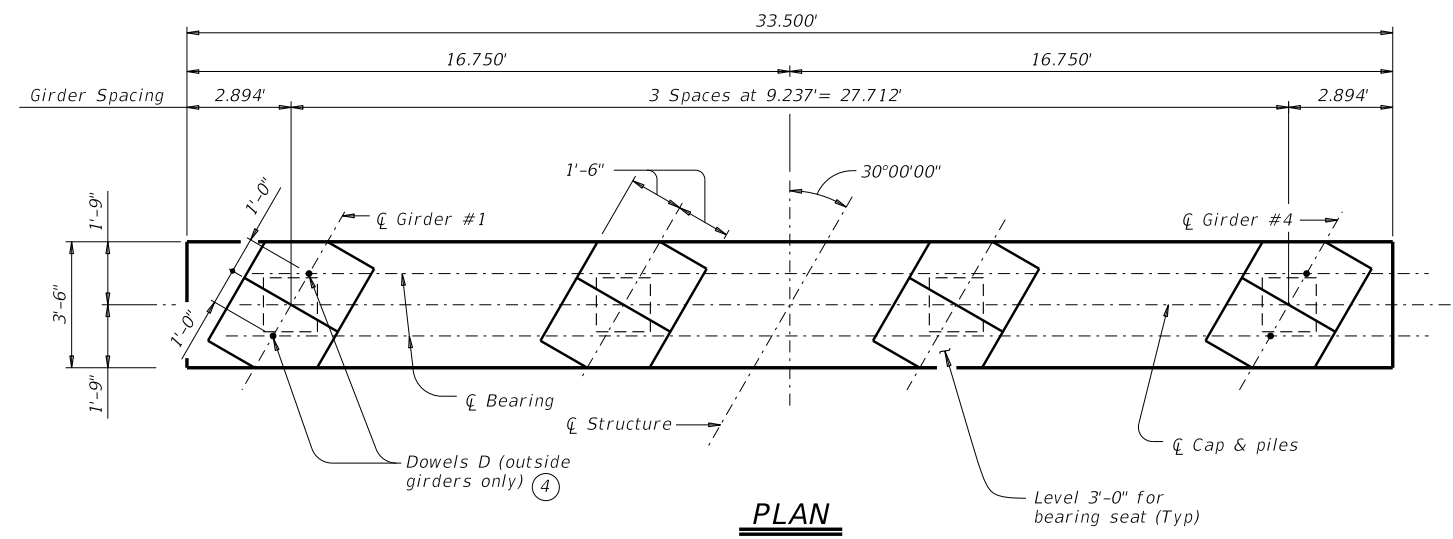 33.500'
16.750'
16.750'
Girder Spacing
2.894'
3 Spaces at 9.237'= 27.712'
2.894'
1'-6"
30°00'00"
1'-0"
1'-9"
℄ Girder #1
℄ Girder #4
3'-6"
1'-0"
1'-9"
℄ Bearing
℄ Structure
℄ Cap & piles
Dowels D (outside
girders only) 4
Level 3'-0" for
bearing seat (Typ)
PLAN